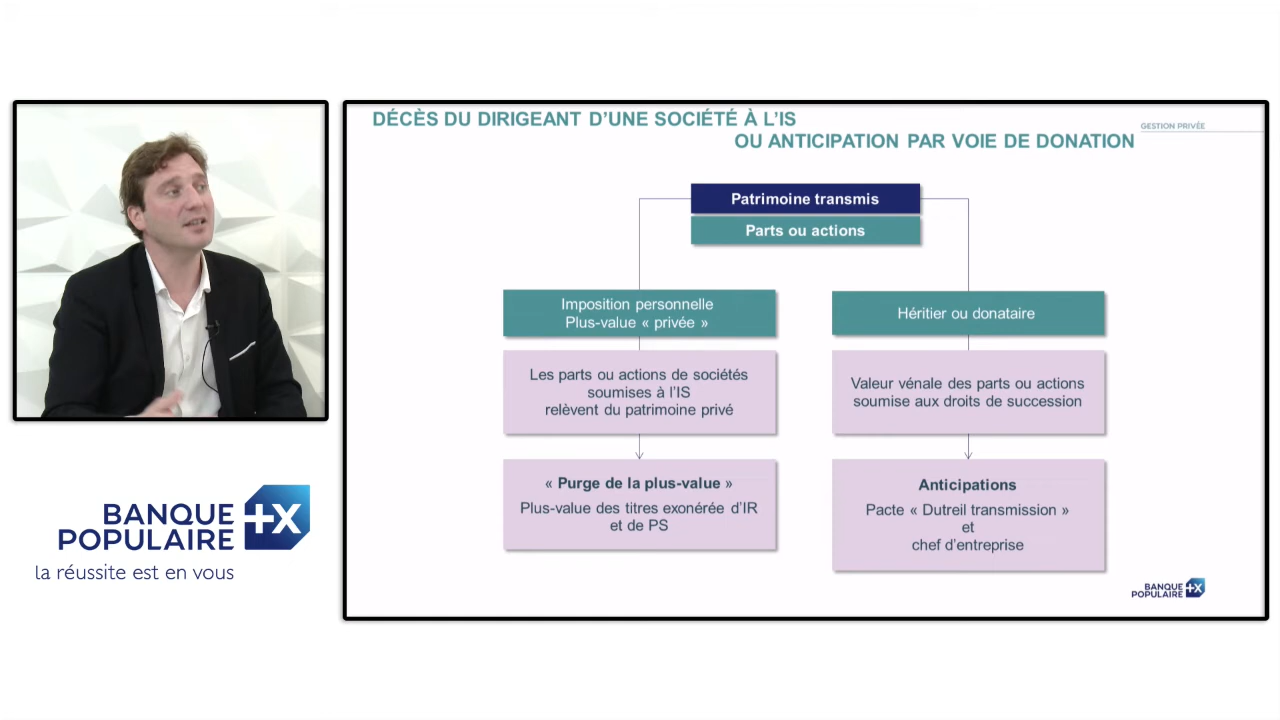 DÉCÈS DU DIRIGEANT D'UNE SOCIÉTÉ À L'IS
OU ANTICIPATION PAR VOIE DE DONATION
GESTION PRIVÉE
Patrimoine transmis
Parts ou actions
Imposition personnelle
Plus-value « privée »
Les parts ou actions de sociétés
soumises à l'IS
relèvent du patrimoine privé
« Purge de la plus-value »
Plus-value des titres exonérée d'IR
et de PS
Héritier ou donataire
Valeur vénale des parts ou actions
soumise aux droits de succession
Anticipations
Pacte « Dutreil transmission »
et
chef d'entreprise
BANQUE
POPULAIRE +X
BANQUE
POPULAIRE +X
la réussite est en vous